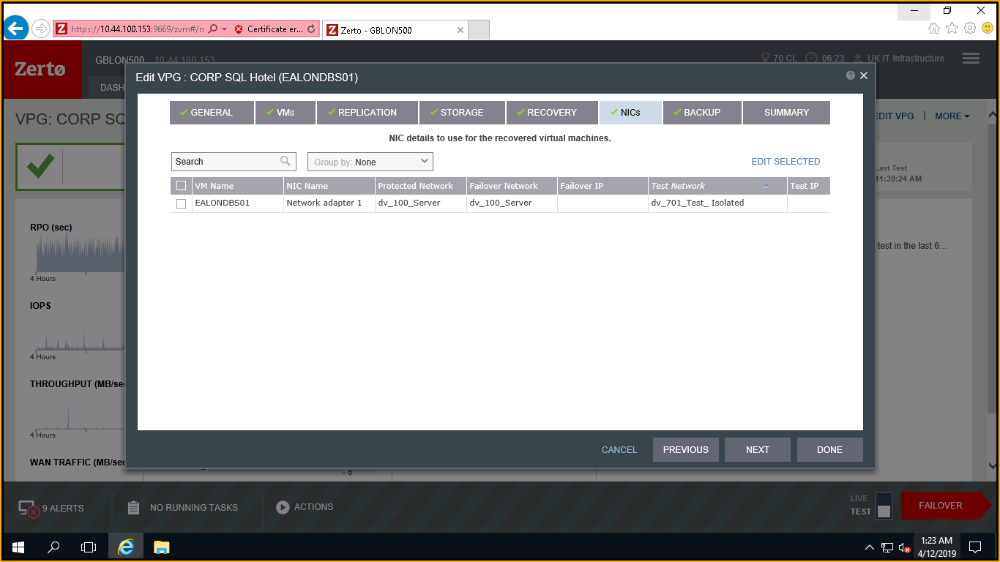 https://10.44.100.153:9669/zvm#/m
Certificate er...
Zerto - GBLON500
Zerto
GBLON500
10.44.100.153
70 CL
06:23
UK IT Infrastructure
DASH
Edit VPG : CORP SQL Hotel (EALONDBS01)
VPG: CORP SQ
EDIT VPG
MORE
GENERAL
VMs
REPLICATION
STORAGE
RECOVERY
NICs
BACKUP
SUMMARY
NIC details to use for the recovered virtual machines.
Search
Group by: None
EDIT SELECTED
VM Name
NIC Name
Protected Network
Failover Network
Failover IP
Test Network
Test IP
EALONDBS01
Network adapter 1
dv_100_Server
dv_100_Server
dv_701_Test_ Isolated
Last Test
11:39:24 AM
test in the last 6...
RPO (sec)
4 Hours
IOPS
4 Hours
THROUGHPUT (MB/se
4 Hours
WAN TRAFFIC (MB/se
CANCEL
PREVIOUS
NEXT
DONE
9 ALERTS
NO RUNNING TASKS
ACTIONS
LIVE
TEST
FAILOVER
1:23 AM
4/12/2019